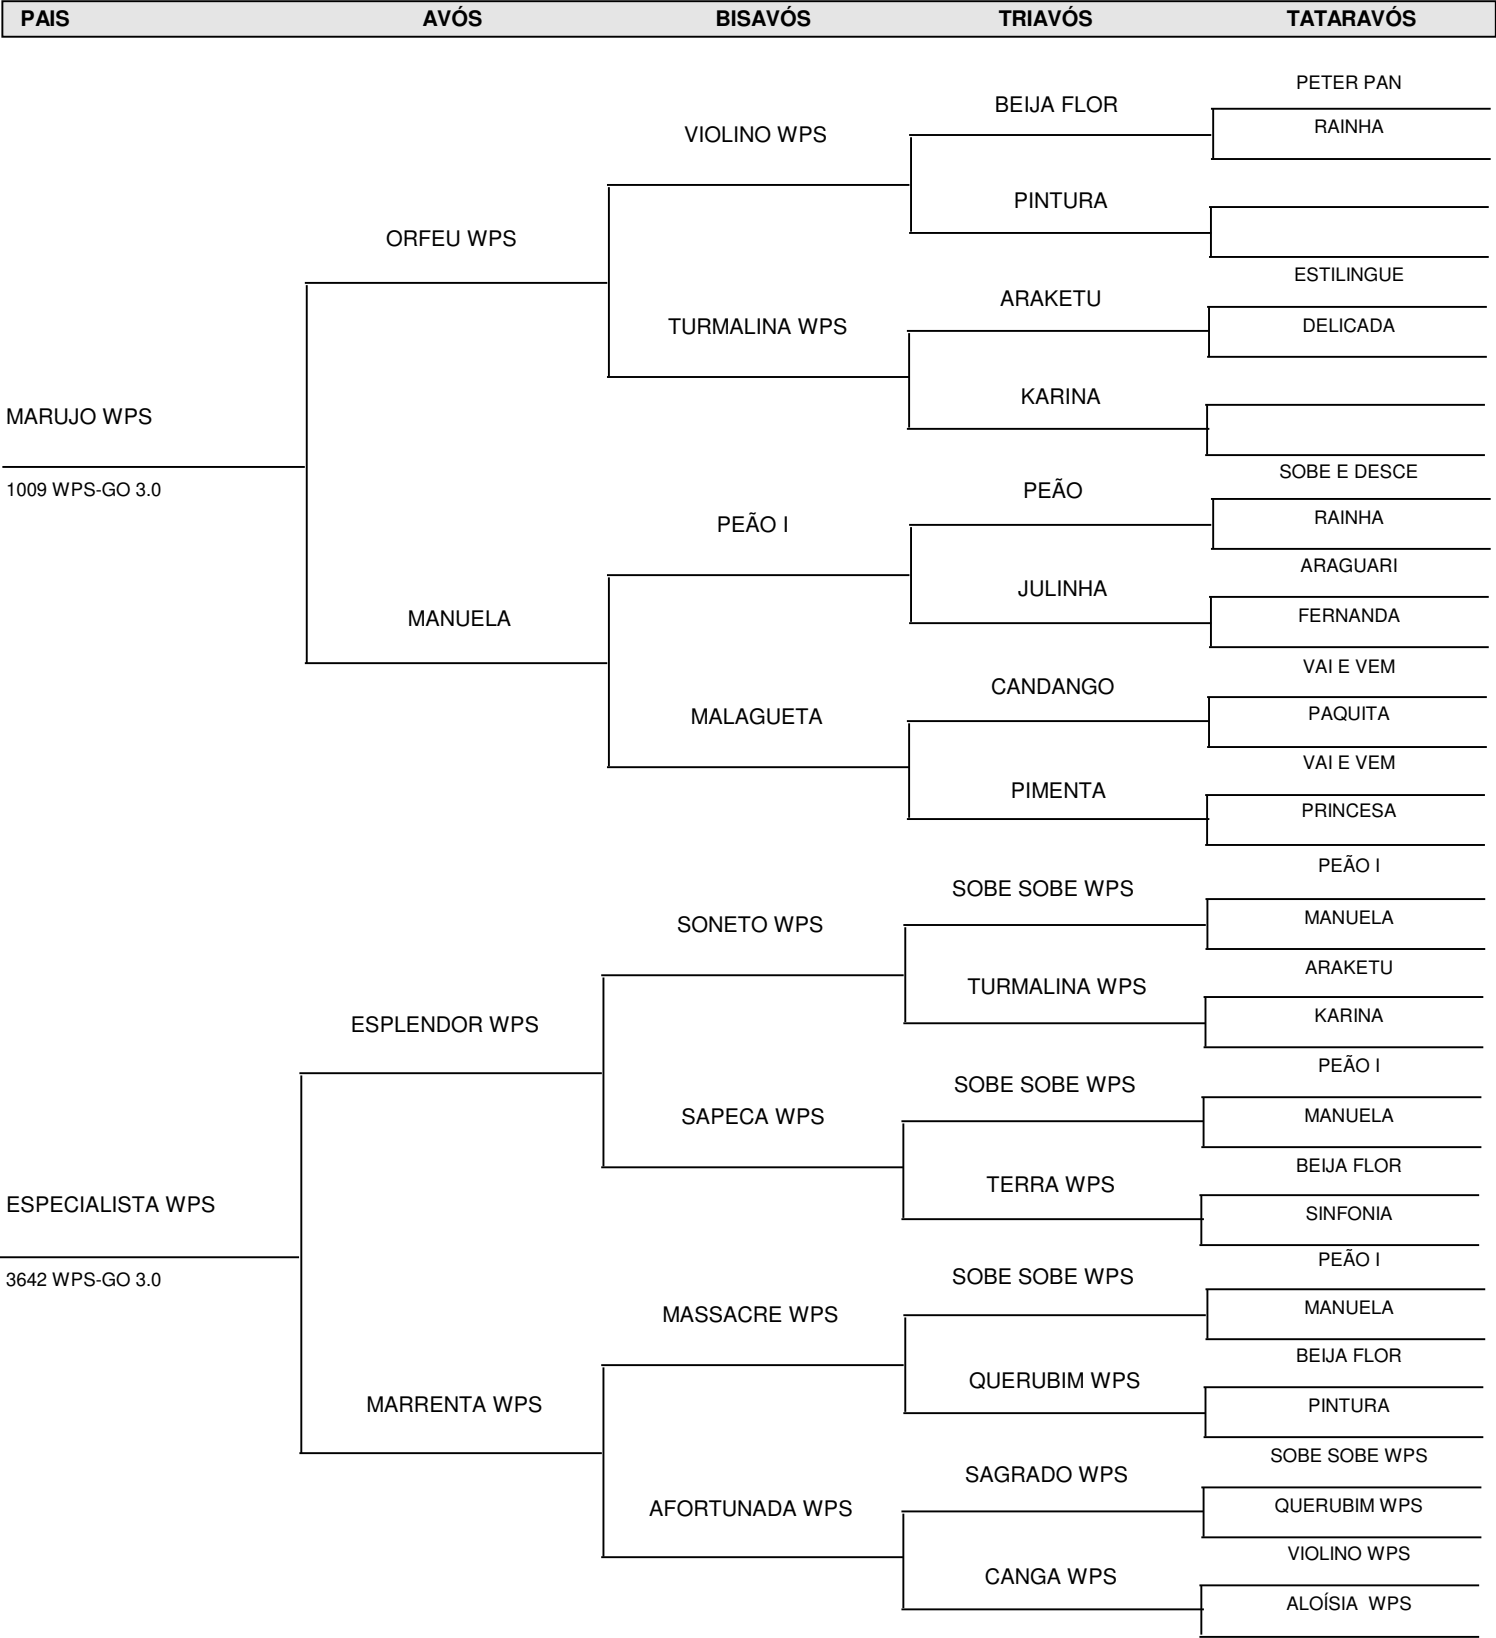 PAIS AVÓS BISAVÓS TRIAVÓS TATARAVÓS
PETER PAN
BEIJA FLOR
RAINHA
VIOLINO WPS
PINTURA
ORFEU WPS
ESTILINGUE
ARAKETU
TURMALINA WPS
DELICADA
KARINA
MARUJO WPS
SOBE E DESCE
1009 WPS-GO 3.0
PEÃO
RAINHA
PEÃO I
ARAGUARI
JULINHA
FERNANDA
MANUELA
VAI E VEM
CANDANGO
PAQUITA
MALAGUETA
VAI E VEM
PIMENTA
PRINCESA
PEÃO I
SOBE SOBE WPS
MANUELA
SONETO WPS
ARAKETU
TURMALINA WPS
KARINA
ESPLENDOR WPS
PEÃO I
SOBE SOBE WPS
MANUELA
SAPECA WPS
BEIJA FLOR
TERRA WPS
ESPECIALISTA WPS
SINFONIA
PEÃO I
SOBE SOBE WPS
3642 WPS-GO 3.0
MANUELA
MASSACRE WPS
BEIJA FLOR
QUERUBIM WPS
MARRENTA WPS
PINTURA
SOBE SOBE WPS
SAGRADO WPS
QUERUBIM WPS
AFORTUNADA WPS
VIOLINO WPS
CANGA WPS
ALOÍSIA WPS